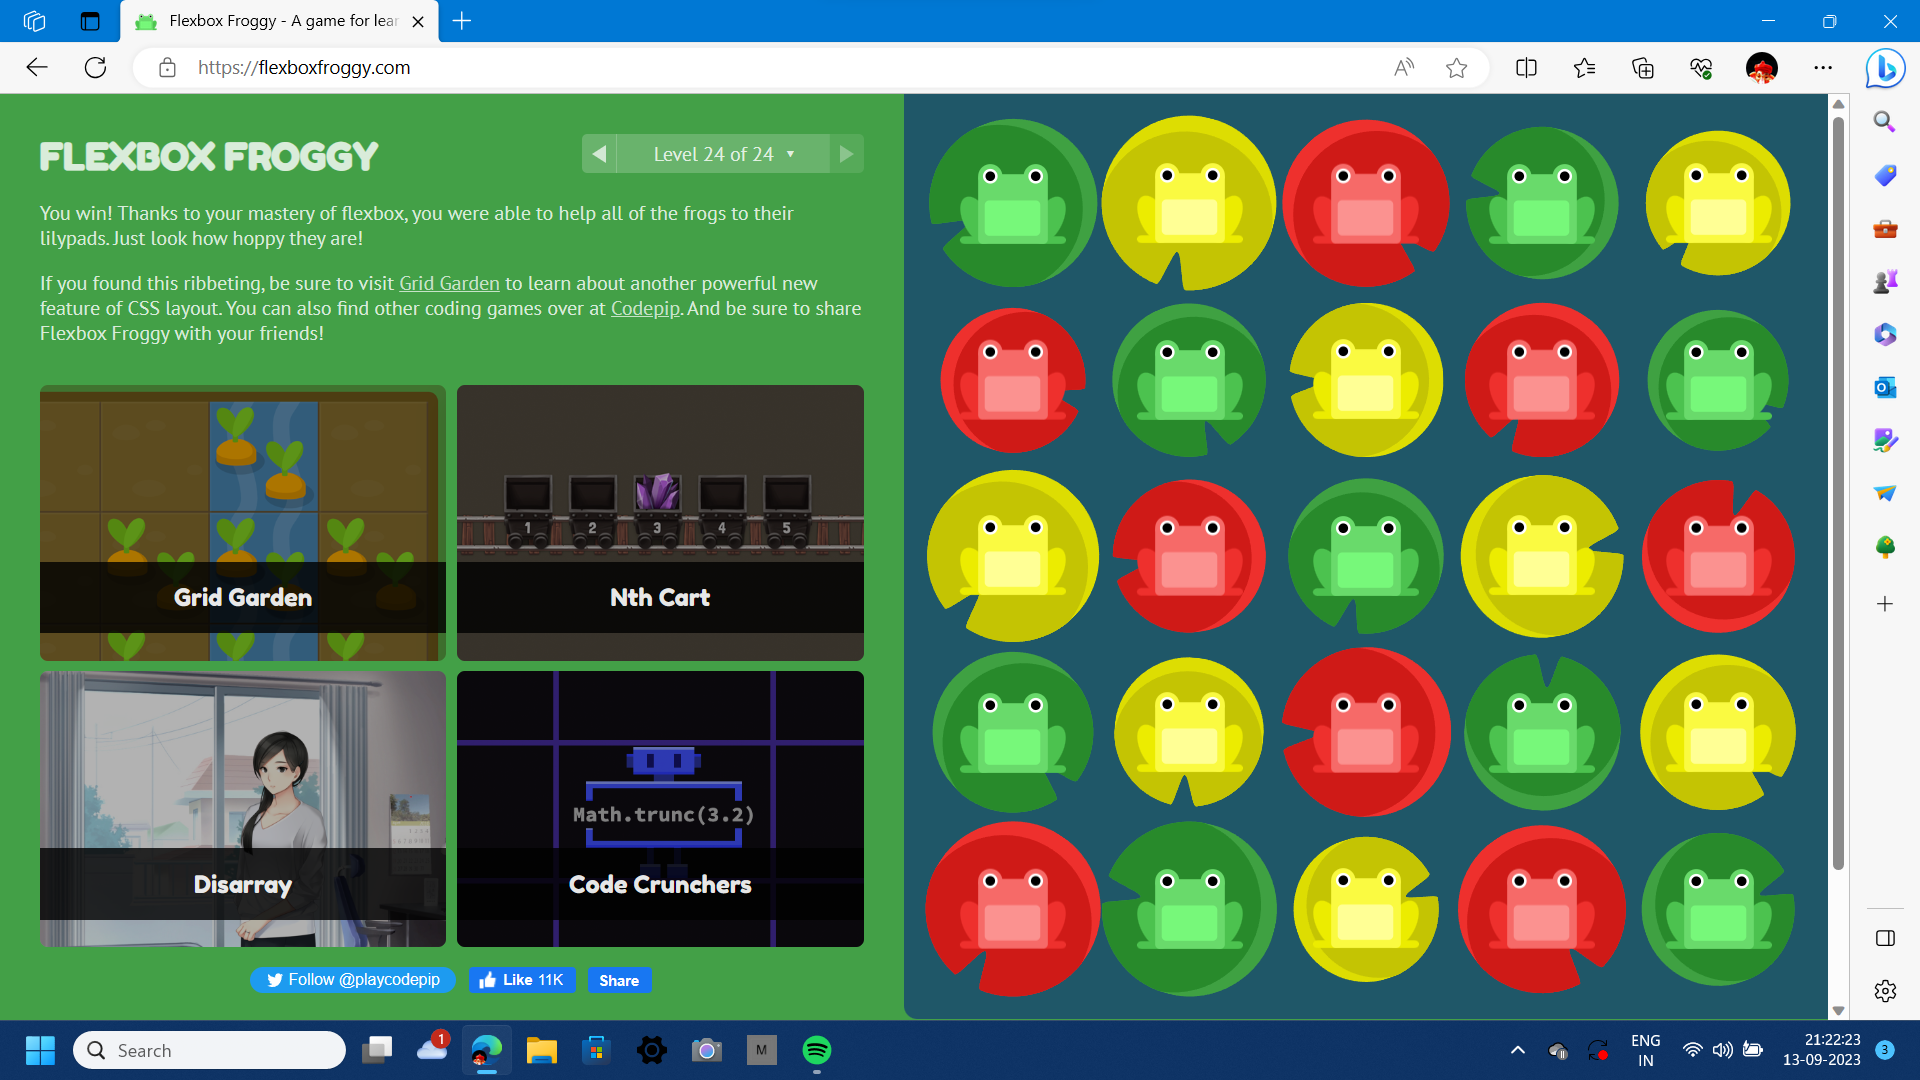 Flexbox Froggy - A game for lear
https://flexboxfroggy.com
FLEXBOX FROGGY
Level 24 of 24
You win! Thanks to your mastery of flexbox, you were able to help all of the frogs to their
lilypads. Just look how hoppy they are!
If you found this ribbeting, be sure to visit Grid Garden to learn about another powerful new
feature of CSS layout. You can also find other coding games over at Codepip. And be sure to share
Flexbox Froggy with your friends!
1 2 3 4 5
Grid Garden
Nth Cart
Math.trunc(3.2)
Disarray
Code Crunchers
Follow @playcodepip
Like 11K
Share
Search
1
M
ENG
IN
21:22:23
13-09-2023
3